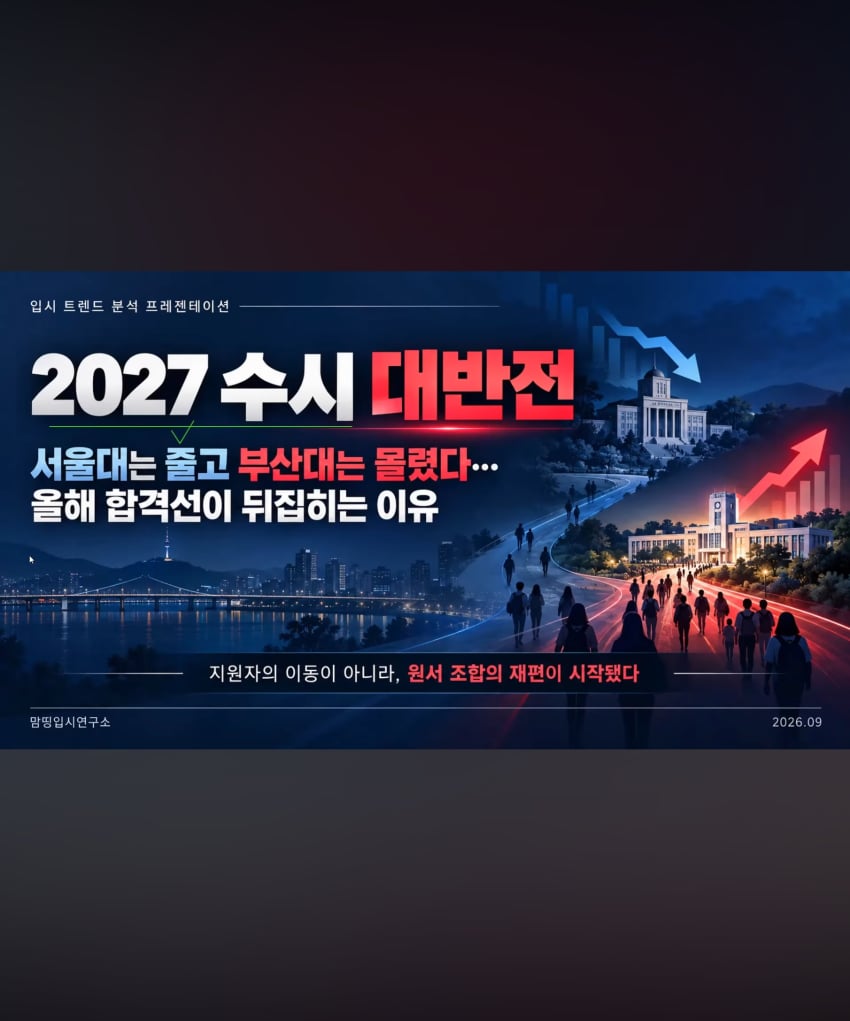 입시 트렌드 분석 프레젠테이션
2027 수시 대반전
서울대는 줄고 부산대는 몰렸다…
올해 합격선이 뒤집히는 이유
지원자의 이동이 아니라, 원서 조합의 재편이 시작됐다
맘띵입시연구소
2026.09